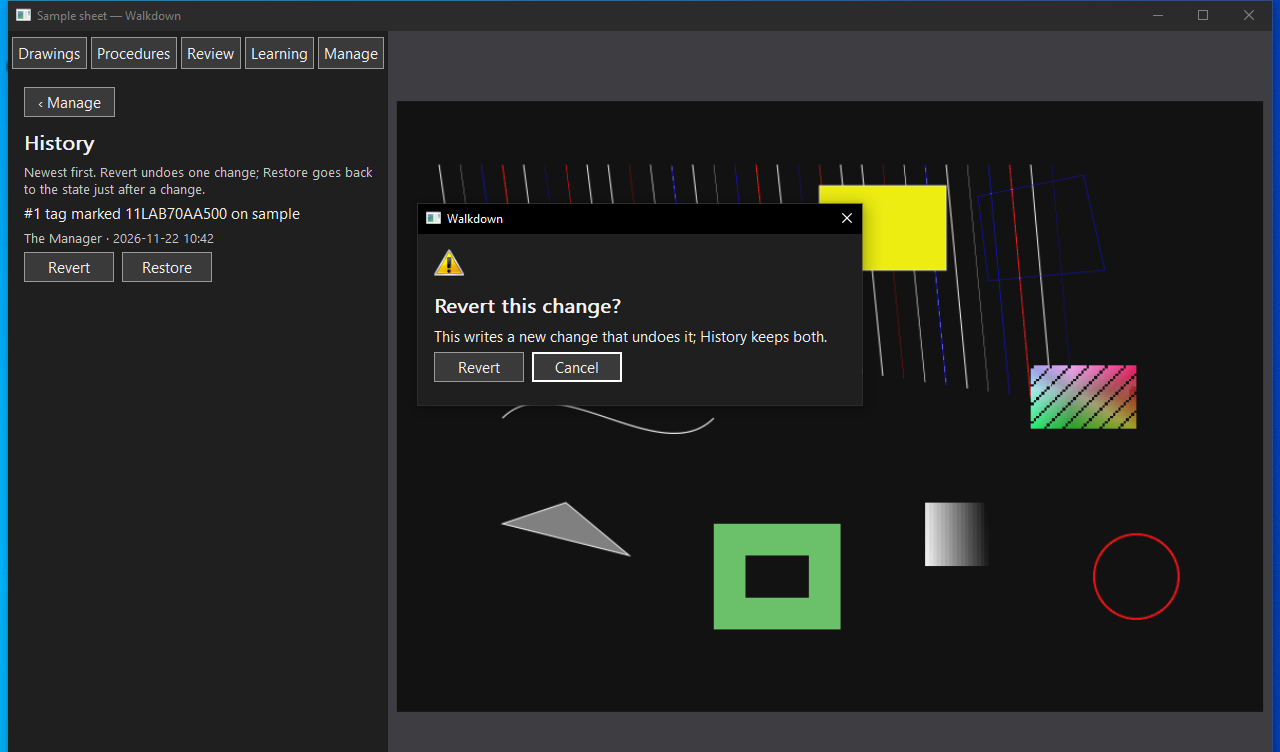 Sample sheet — Walkdown
Drawings
Procedures
Review
Learning
Manage
‹ Manage
History
Newest first. Revert undoes one change; Restore goes back
to the state just after a change.
#1 tag marked 11LAB70AA500 on sample
The Manager · 2026-11-22 10:42
Revert
Restore
Walkdown
Revert this change?
This writes a new change that undoes it; History keeps both.
Revert
Cancel